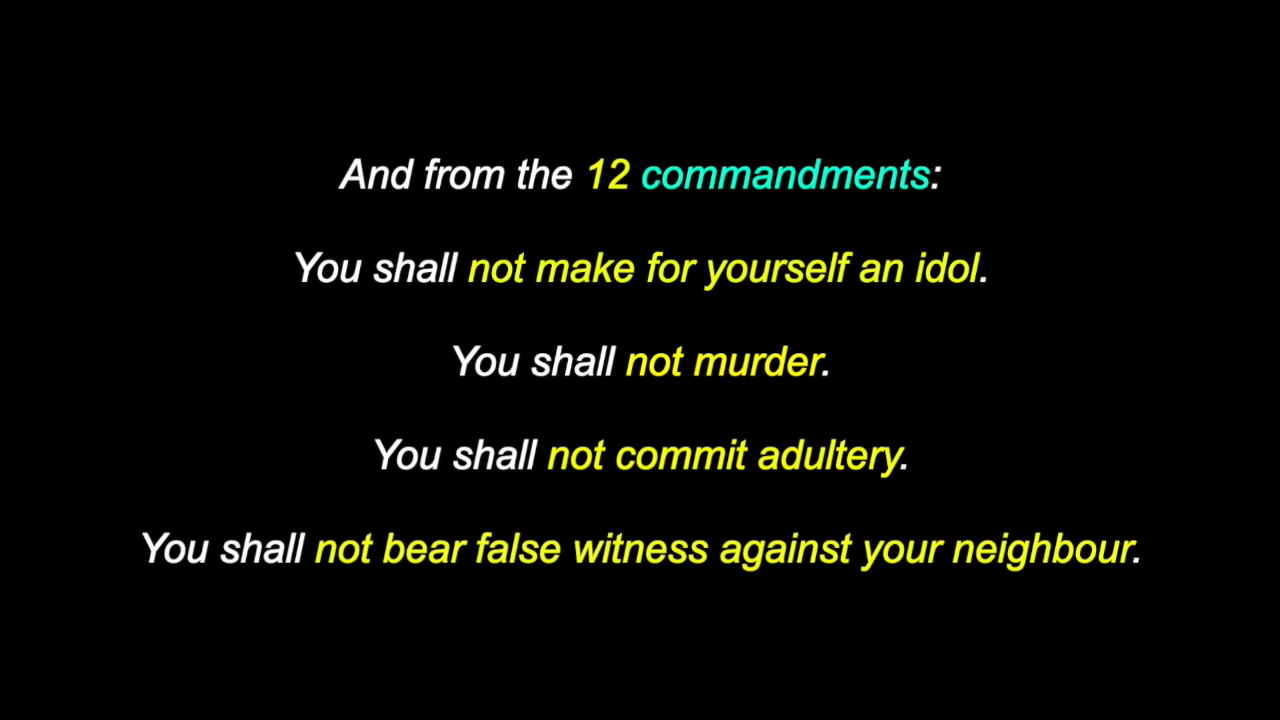 And from the 12 commandments:
You shall not make for yourself an idol.
You shall not murder.
You shall not commit adultery.
You shall not bear false witness against your neighbour.